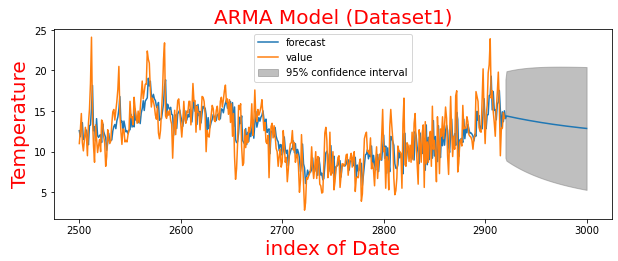 ARMA Model (Dataset1)
forecast
value
95% confidence interval
Temperature
25
20
15
10
5
2500
2600
2700
2800
2900
3000
index of Date